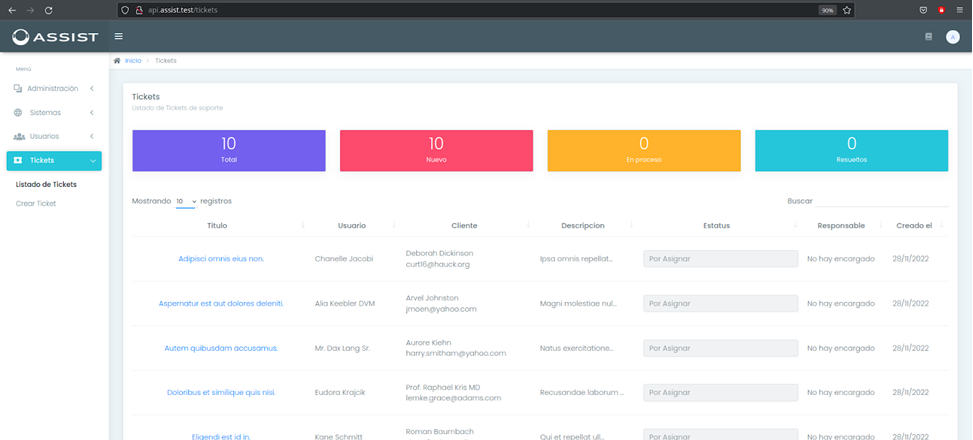 api.assist.test/tickets
90%
ASSIST
A
Menú
Administración
Sistemas
Usuarios
Tickets
Listado de Tickets
Crear Ticket
Inicio > Tickets
Tickets
Listado de Tickets de soporte
10
Total
10
Nuevo
0
En proceso
0
Resueltos
Mostrando 10 registros
Buscar
Titulo Usuario Cliente Descripcion Estatus Responsable Creado el
Adipisci omnis eius non. Chanelle Jacobi Deborah Dickinson Ipsa omnis repellat... Por Asignar No hay encargado 28/11/2022
curt16@hauck.org
Aspernatur est aut dolores deleniti. Alia Keebler DVM Arvel Johnston Magni molestiae nul... Por Asignar No hay encargado 28/11/2022
jmoen@yahoo.com
Autem quibusdam accusamus. Mr. Dax Lang Sr. Aurore Kiehn Natus exercitatione... Por Asignar No hay encargado 28/11/2022
harry.smitham@yahoo.com
Doloribus et similique quis nisi. Eudora Krajcik Prof. Raphael Kris MD Recusandae laborum ... Por Asignar No hay encargado 28/11/2022
lemke.grace@adams.com
Eligendi est id in. Kane Schmitt Roman Baumbach Qui et repellat ull... Por Asignar No hay encargado 28/11/2022